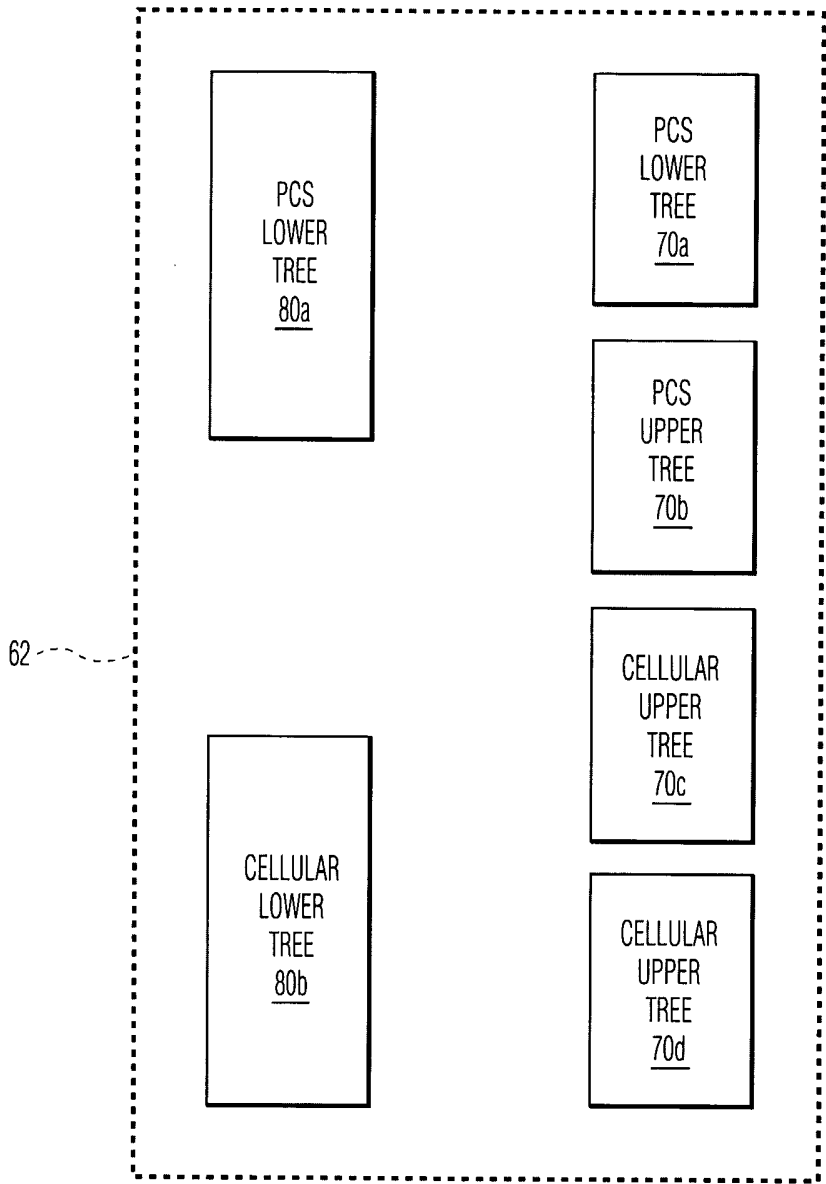 PCS
LOWER
TREE
80a
PCS
LOWER
TREE
70a
PCS
UPPER
TREE
70b
62
CELLULAR
UPPER
TREE
70c
CELLULAR
LOWER
TREE
80b
CELLULAR
UPPER
TREE
70d